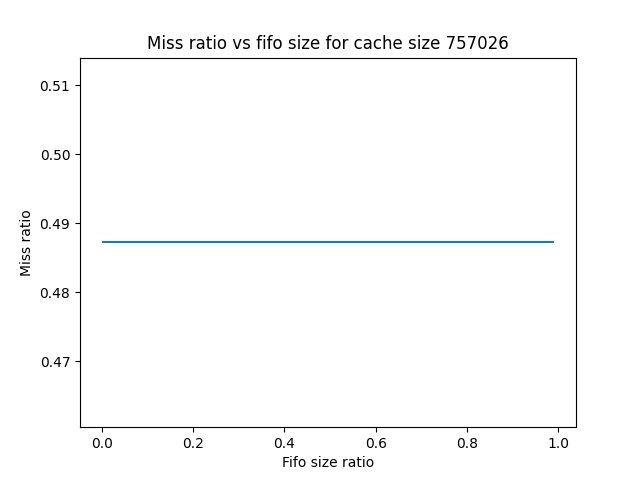 Miss ratio vs fifo size for cache size 757026
0.51
0.50
0.49
0.48
0.47
Miss ratio
0.0 0.2 0.4 0.6 0.8 1.0
Fifo size ratio